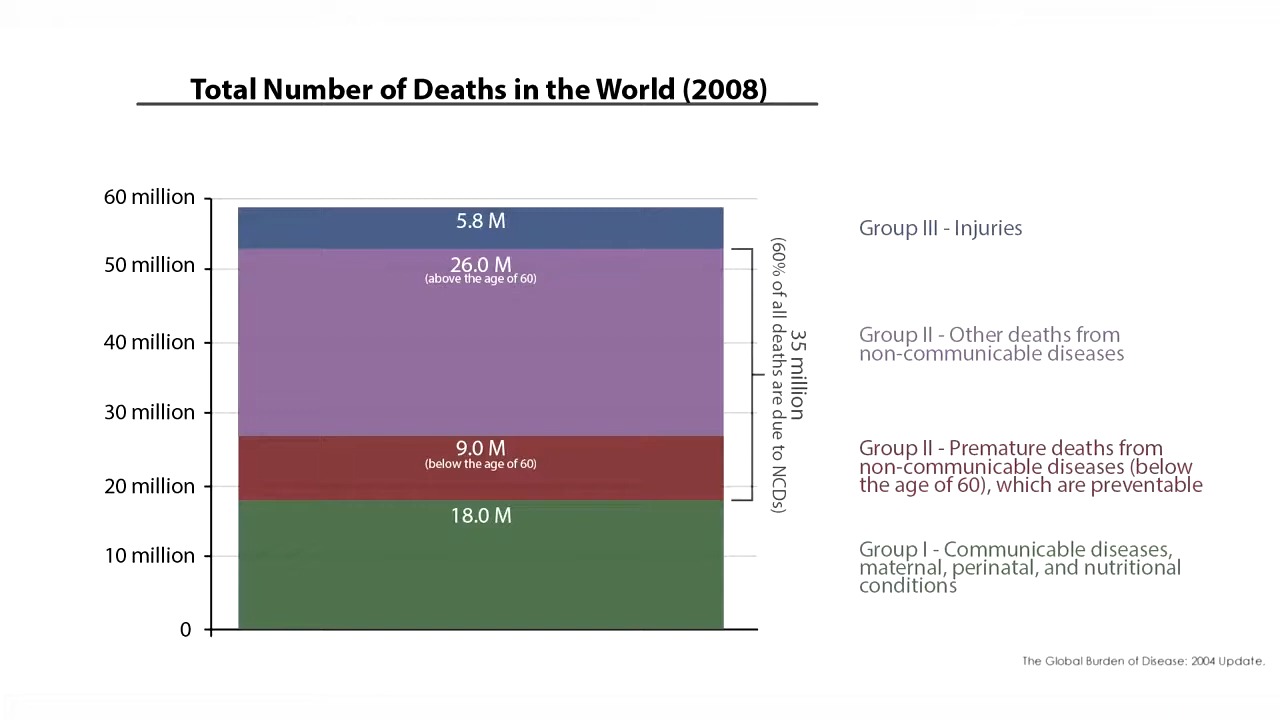 Total Number of Deaths in the World (2008)
60 million
50 million
40 million
30 million
20 million
10 million
0
5.8 M
26.0 M
(above the age of 60)
9.0 M
(below the age of 60)
18.0 M
35 million
(60% of all deaths are due to NCDs)
Group III - Injuries
Group II - Other deaths from
non-communicable diseases
Group II - Premature deaths from
non-communicable diseases (below
the age of 60), which are preventable
Group I - Communicable diseases,
maternal, perinatal, and nutritional
conditions
The Global Burden of Disease: 2004 Update.